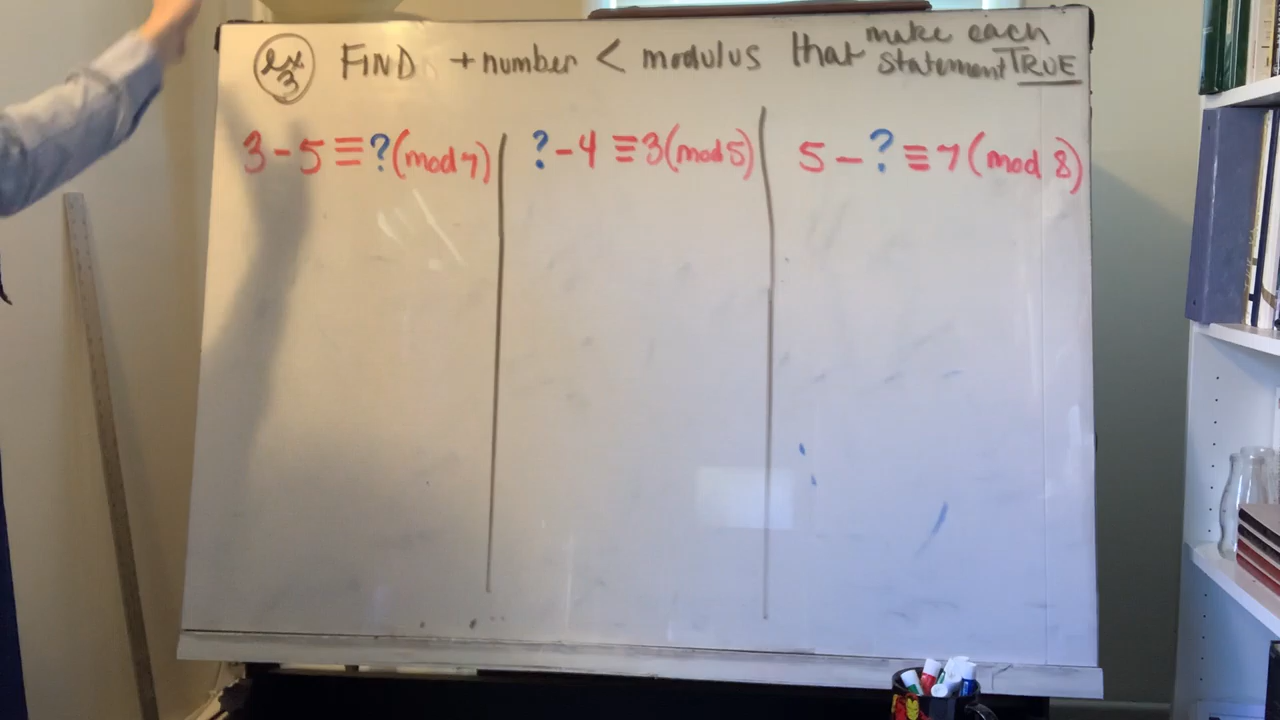 ex 3 FIND + number < modulus that make each statement TRUE
3 - 5 ≡ ? (mod 7)
? - 4 ≡ 3 (mod 5)
5 - ? ≡ 7 (mod 8)